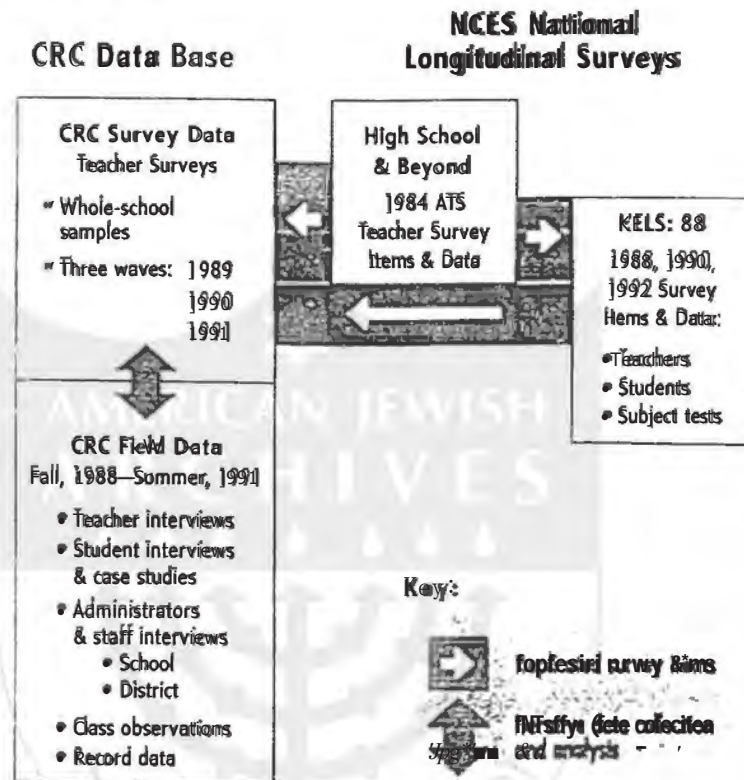 CRC Data Base
NCES National
Longitudinal Surveys
CRC Survey Data
Teacher Surveys
Whole-school
samples
Three waves: 1989
1990
1991
High School
& Beyond
1984 ATS
Teacher Survey
Items & Data
KELS: 88
1988, 1990,
1992 Survey
Hems & Data:
• Teachers
• Students
• Subject tests
AMERICAN JEWISH
ARCHIVES
CRC Field Data
Fall, 1988—Summer, 1991
• Teacher interviews
• Student interviews
& case studies
• Administrators
& staff interviews
• School
• District
• Class observations
• Record data
Key:
and analysis